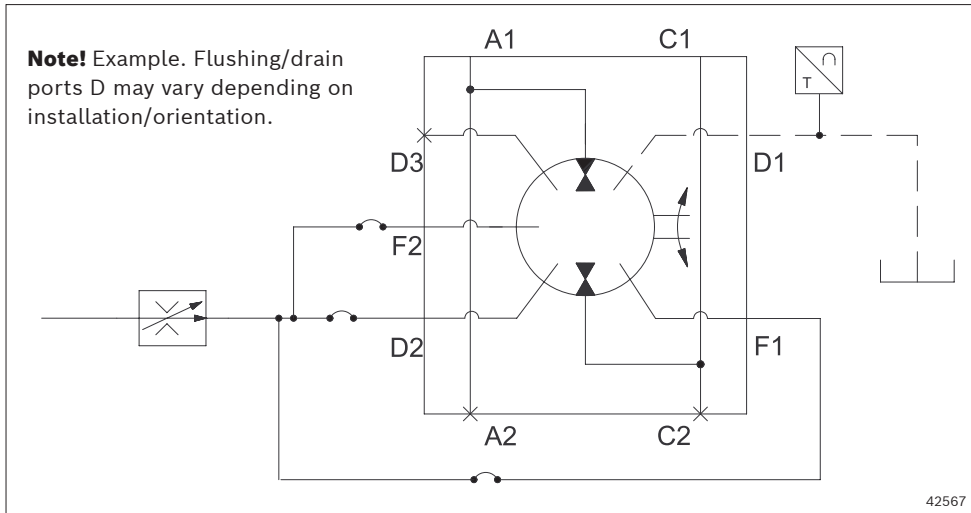 Note! Example. Flushing/drain
ports D may vary depending on
installation/orientation.
A1
C1
T
D3
D1
F2
D2
F1
A2
C2
42567